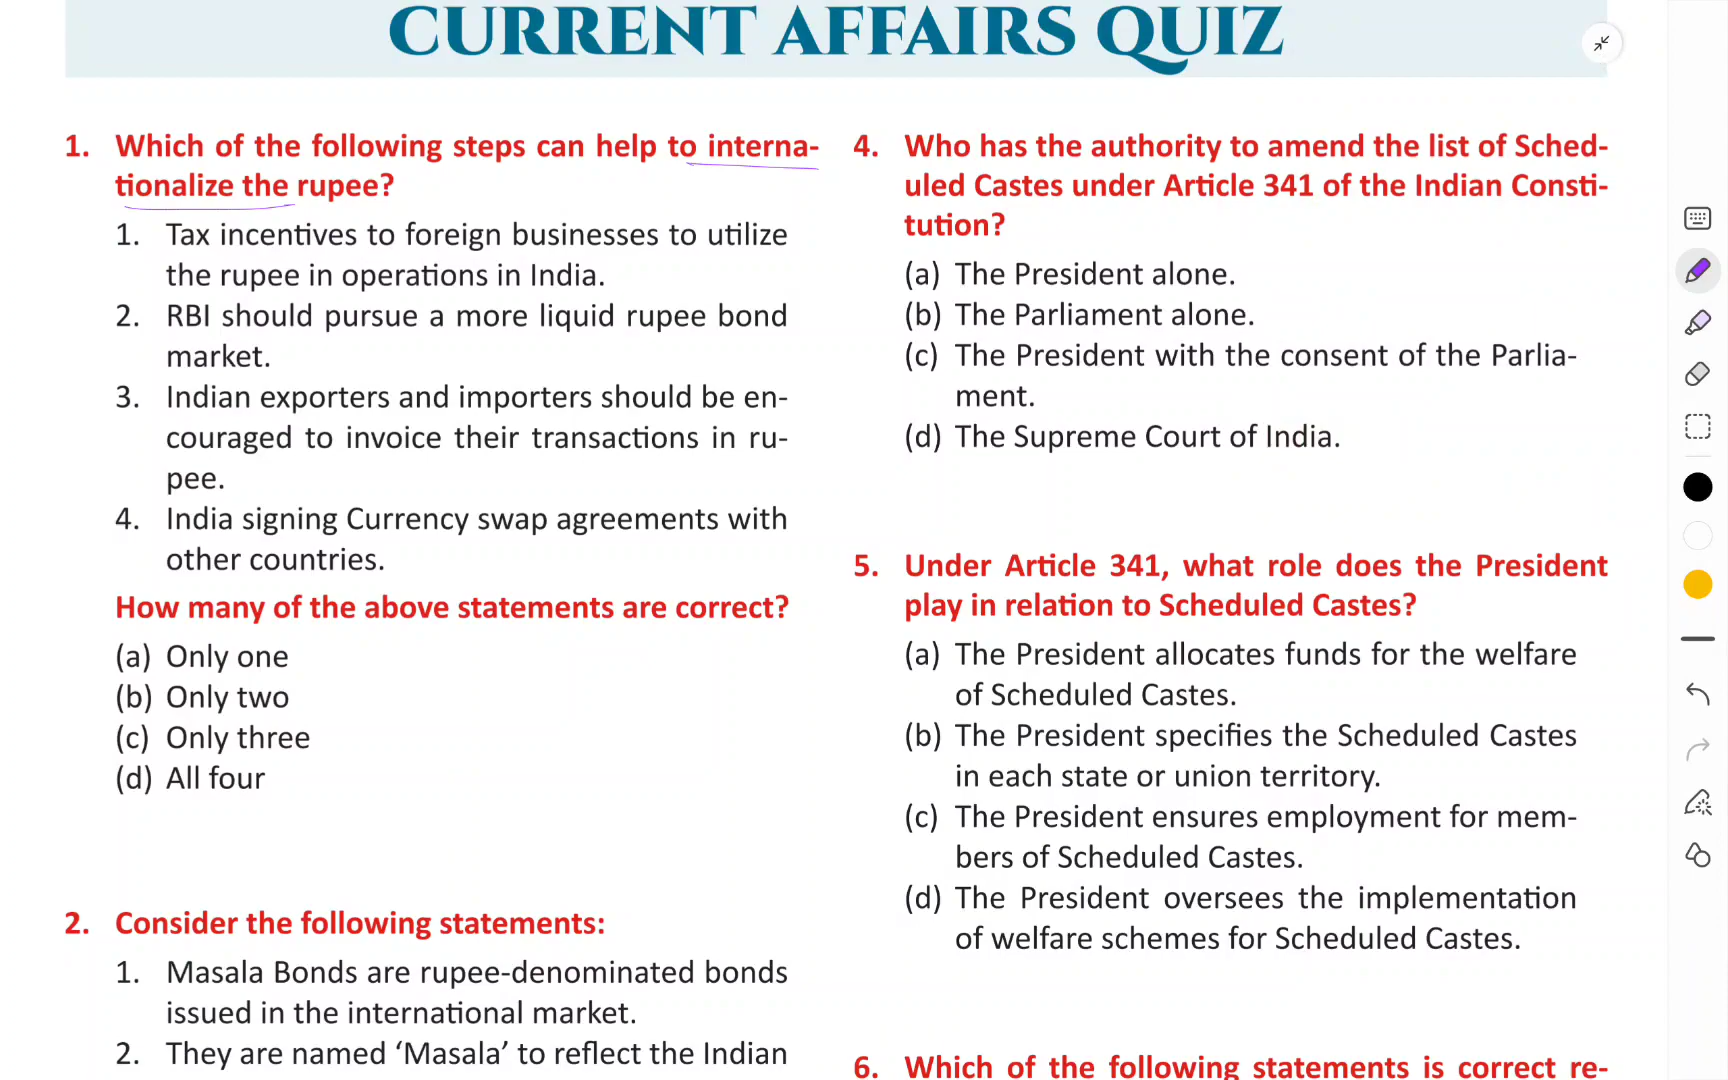 CURRENT AFFAIRS QUIZ
1. Which of the following steps can help to interna-
tionalize the rupee?
1. Tax incentives to foreign businesses to utilize
the rupee in operations in India.
2. RBI should pursue a more liquid rupee bond
market.
3. Indian exporters and importers should be en-
couraged to invoice their transactions in ru-
pee.
4. India signing Currency swap agreements with
other countries.
How many of the above statements are correct?
(a) Only one
(b) Only two
(c) Only three
(d) All four
2. Consider the following statements:
1. Masala Bonds are rupee-denominated bonds
issued in the international market.
2. They are named ‘Masala’ to reflect the Indian
4. Who has the authority to amend the list of Sched-
uled Castes under Article 341 of the Indian Consti-
tution?
(a) The President alone.
(b) The Parliament alone.
(c) The President with the consent of the Parlia-
ment.
(d) The Supreme Court of India.
5. Under Article 341, what role does the President
play in relation to Scheduled Castes?
(a) The President allocates funds for the welfare
of Scheduled Castes.
(b) The President specifies the Scheduled Castes
in each state or union territory.
(c) The President ensures employment for mem-
bers of Scheduled Castes.
(d) The President oversees the implementation
of welfare schemes for Scheduled Castes.
6. Which of the following statements is correct re-